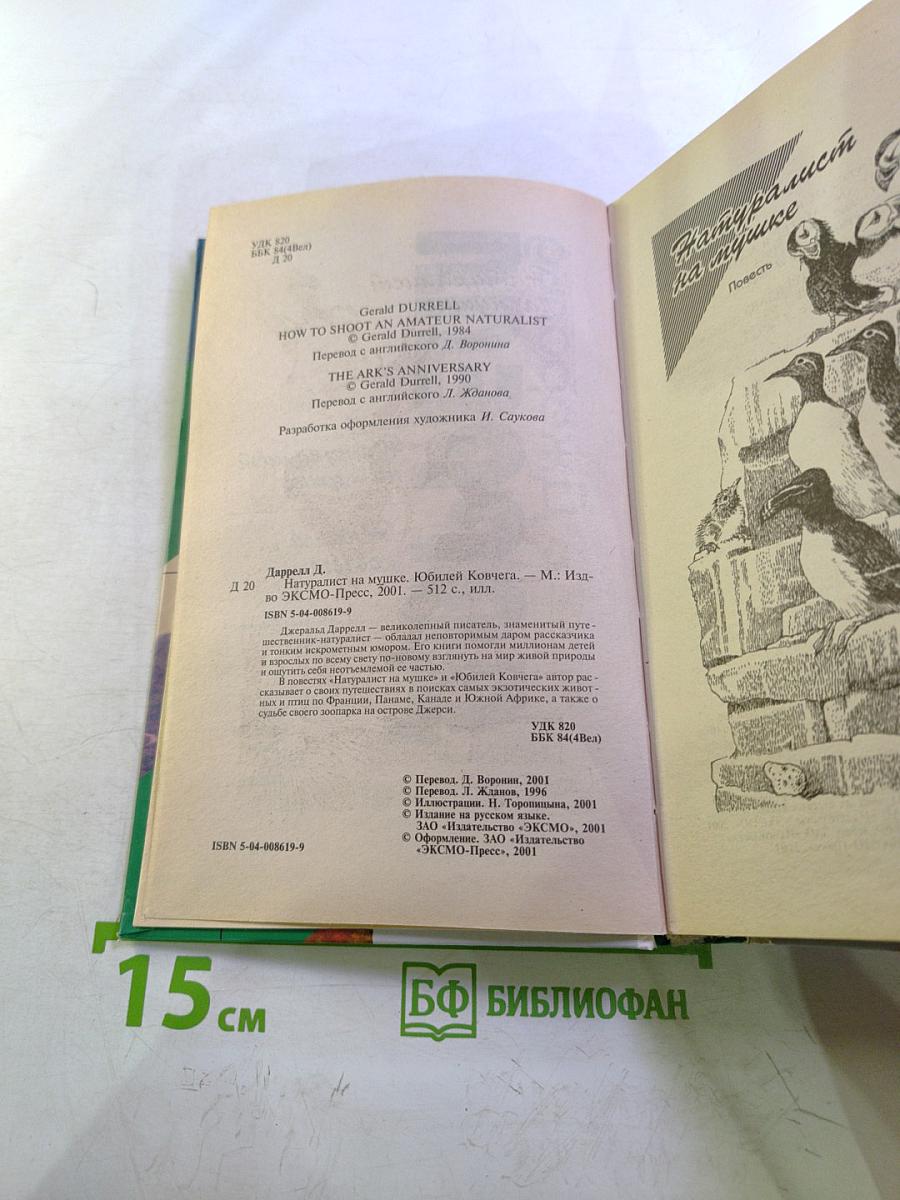 УДК 820
ББК 84(4Вел)
Д 20
Gerald DURRELL
HOW TO SHOOT AN AMATEUR NATURALIST
© Gerald Durrell, 1984
Перевод с английского Д. Воронина
THE ARK'S ANNIVERSARY
© Gerald Durrell, 1990
Перевод с английского Л. Жданова
Разработка оформления художника И. Саукова
Даррелл Д.
Д 20 Натуралист на мушке. Юбилей Ковчега. — М.: Изд-
во ЭКСМО-Пресс, 2001. — 512 с., илл.
ISBN 5-04-008619-9
Джеральд Даррелл — великолепный писатель, знаменитый путе-
шественник-натуралист — обладал неповторимым даром рассказчика
и тонким искрометным юмором. Его книги помогли миллионам детей
и взрослых по всему свету по-новому взглянуть на мир живой природы
и ощутить себя неотъемлемой ее частью.
В повестях «Натуралист на мушке» и «Юбилей Ковчега» автор рас-
сказывает о своих путешествиях в поисках самых экзотических живот-
ных и птиц по Франции, Панаме, Канаде и Южной Африке, а также о
судьбе своего зоопарка на острове Джерси.
УДК 820
ББК 84(4Вел)
© Перевод. Д. Воронин, 2001
© Перевод. Л. Жданов, 1996
© Иллюстрации. Н. Торопицына, 2001
© Издание на русском языке.
ЗАО «Издательство «ЭКСМО», 2001
© Оформление. ЗАО «Издательство
«ЭКСМО-Пресс», 2001
ISBN 5-04-008619-9
Натуралист
на мушке
Повесть
15 см
БФ БИБЛИОФАН